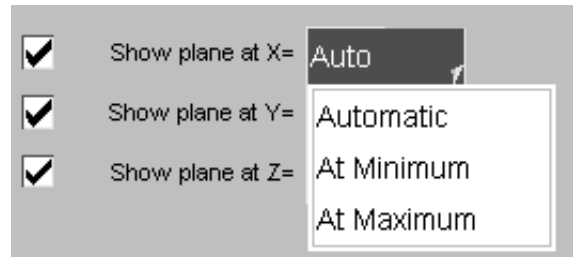 Show plane at X= Auto
Show plane at Y= Automatic
Show plane at Z= At Minimum
At Maximum